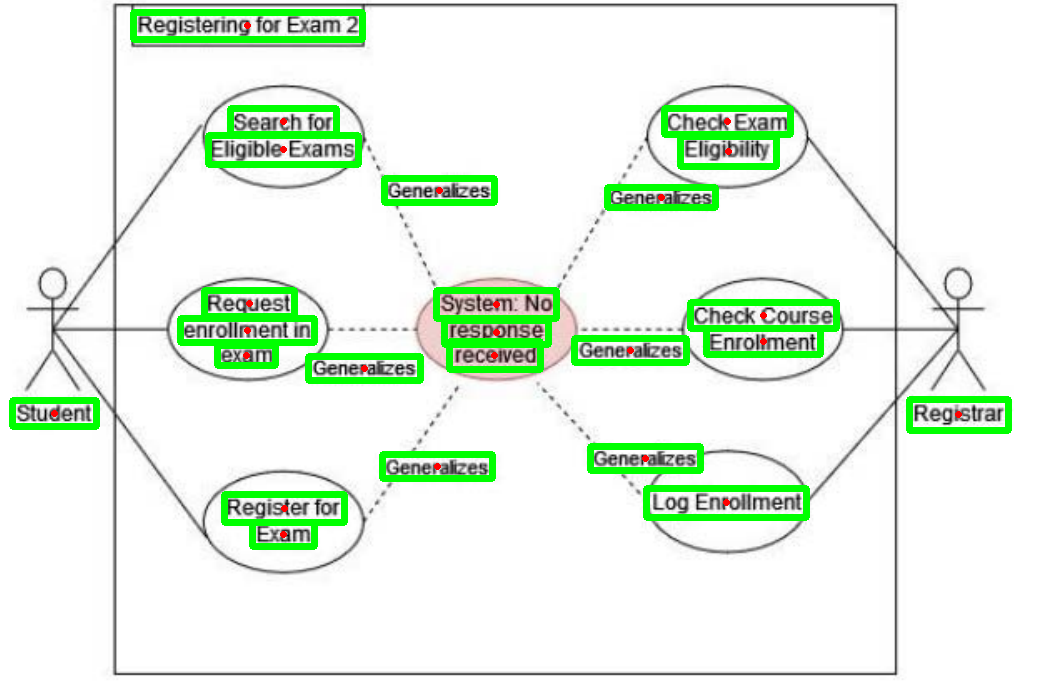 Registering for Exam 2
Search for
Eligible Exams
Check Exam
Eligibility
Generalizes
Generalizes
Request
enrollment in
exam
System: No
response
received
Check Course
Enrollment
Generalizes
Generalizes
Student
Registrar
Generalizes
Generalizes
Register for
Exam
Log Enrollment